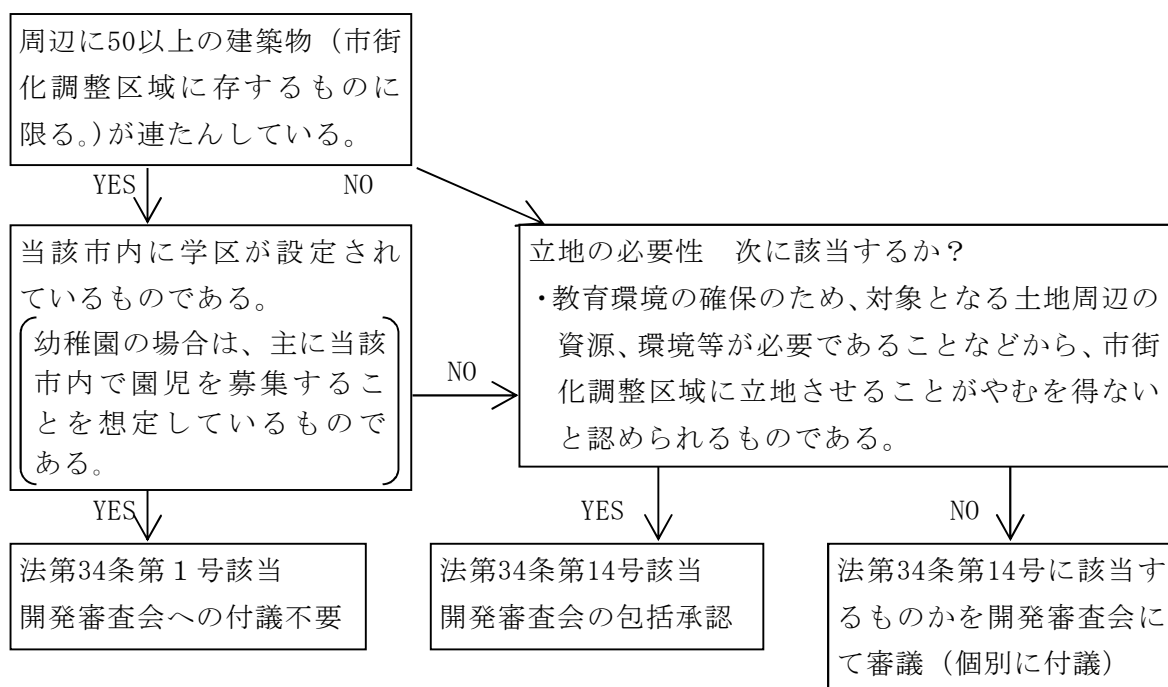 周辺に50以上の建築物（市街
化調整区域に存するものに
限る。）が連たんしている。
YES
NO
当該市内に学区が設定され
ているものである。
幼稚園の場合は、主に当該
市内で園児を募集するこ
とを想定しているもので
ある。
NO
立地の必要性　次に該当するか？
・教育環境の確保のため、対象となる土地周辺の
資源、環境等が必要であることなどから、市街
化調整区域に立地させることがやむを得ない
と認められるものである。
YES
YES
NO
法第34条第１号該当
開発審査会への付議不要
法第34条第14号該当
開発審査会の包括承認
法第34条第14号に該当す
るものかを開発審査会に
て審議（個別に付議）